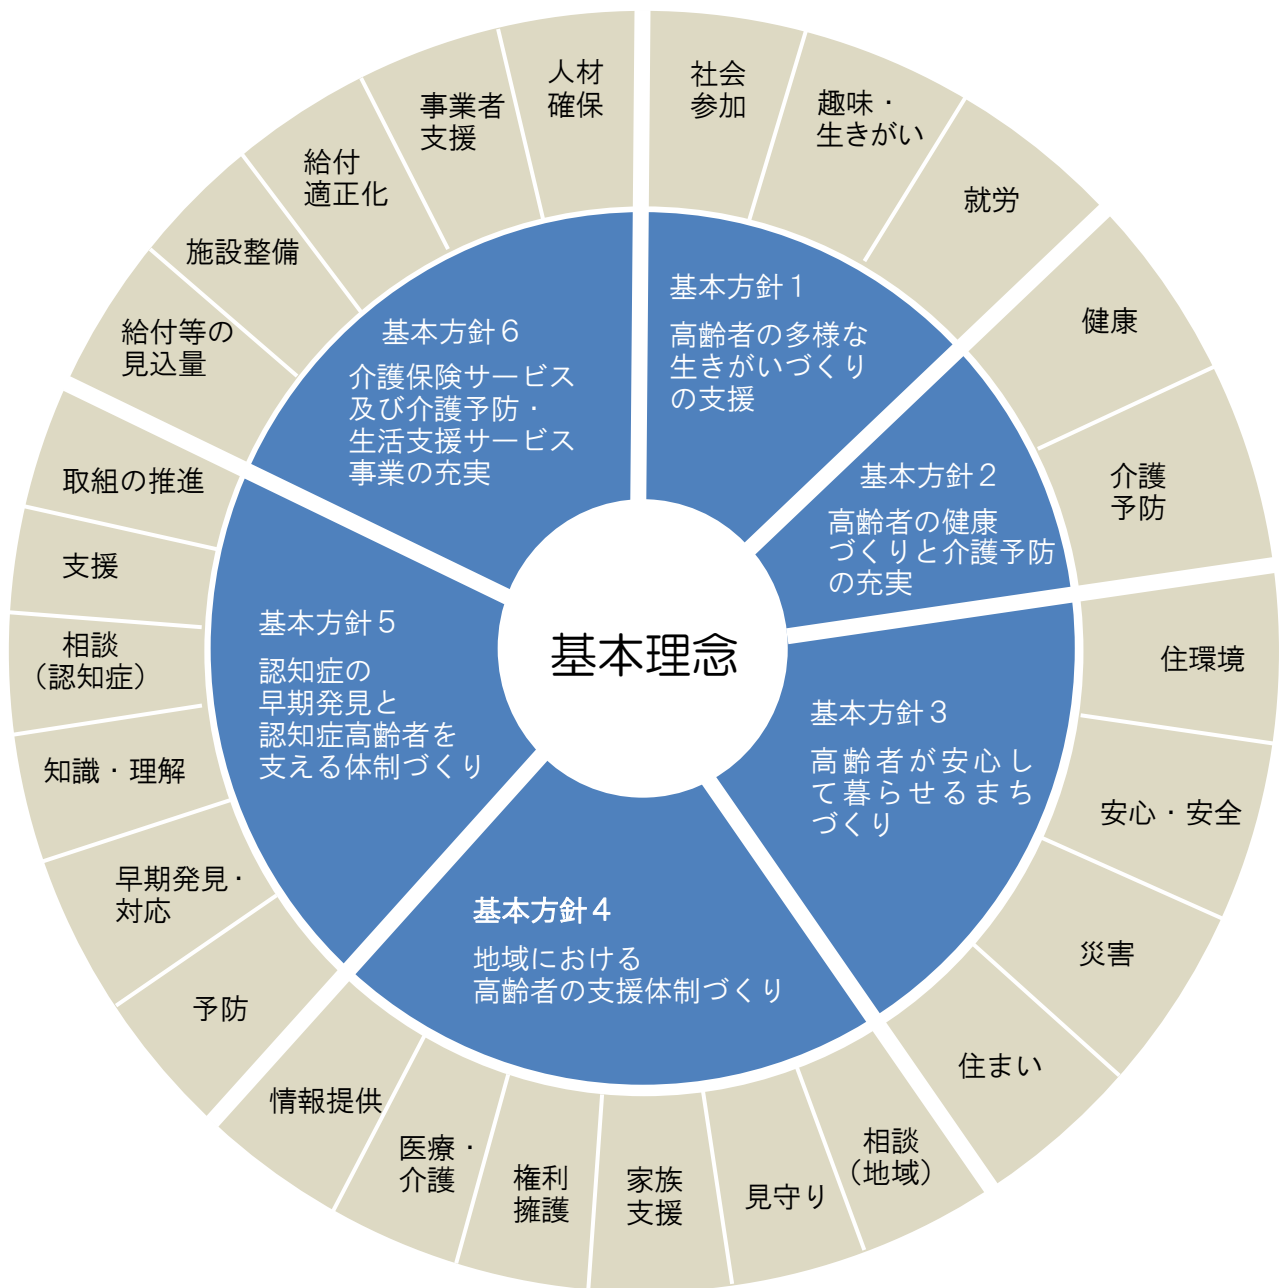 基本理念
基本方針１
高齢者の多様な
生きがいづくり
の支援
社会
参加
趣味・
生きがい
就労
基本方針２
高齢者の健康
づくりと介護予防
の充実
健康
介護
予防
基本方針３
高齢者が安心し
て暮らせるまち
づくり
住環境
安心・安全
災害
住まい
基本方針４
地域における
高齢者の支援体制づくり
相談
（地域）
見守り
家族
支援
権利
擁護
医療・
介護
情報提供
基本方針５
認知症の
早期発見と
認知症高齢者を
支える体制づくり
予防
早期発見・
対応
知識・理解
相談
（認知症）
支援
取組の推進
基本方針６
介護保険サービス
及び介護予防・
生活支援サービス
事業の充実
給付等の
見込量
施設整備
給付
適正化
事業者
支援
人材
確保